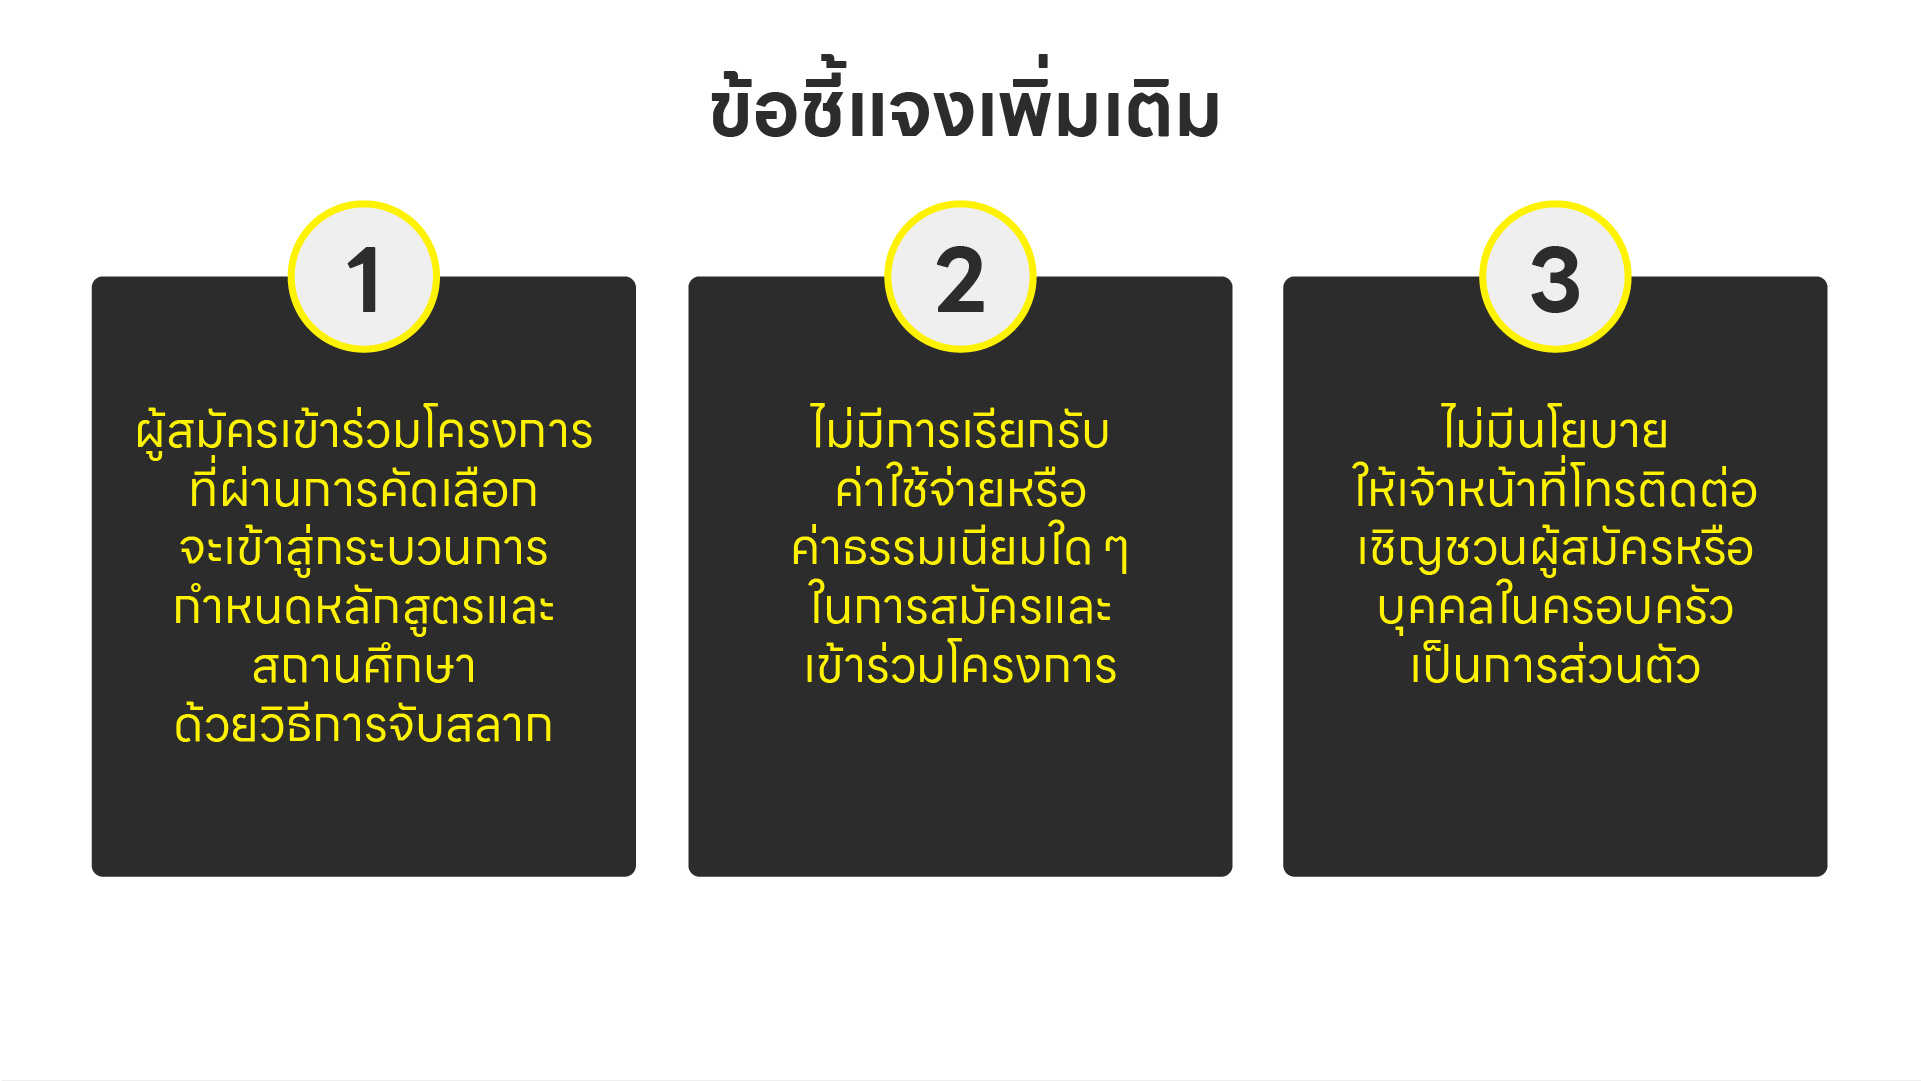 ข้อชี้แจงเพิ่มเติม
1
ผู้สมัครเข้าร่วมโครงการ
ที่ผ่านการคัดเลือก
จะเข้าสู่กระบวนการ
กำหนดหลักสูตรและ
สถานศึกษา
ด้วยวิธีการจับสลาก
2
ไม่มีการเรียกรับ
ค่าใช้จ่ายหรือ
ค่าธรรมเนียมใด ๆ
ในการสมัครและ
เข้าร่วมโครงการ
3
ไม่มีนโยบาย
ให้เจ้าหน้าที่โทรติดต่อ
เชิญชวนผู้สมัครหรือ
บุคคลในครอบครัว
เป็นการส่วนตัว